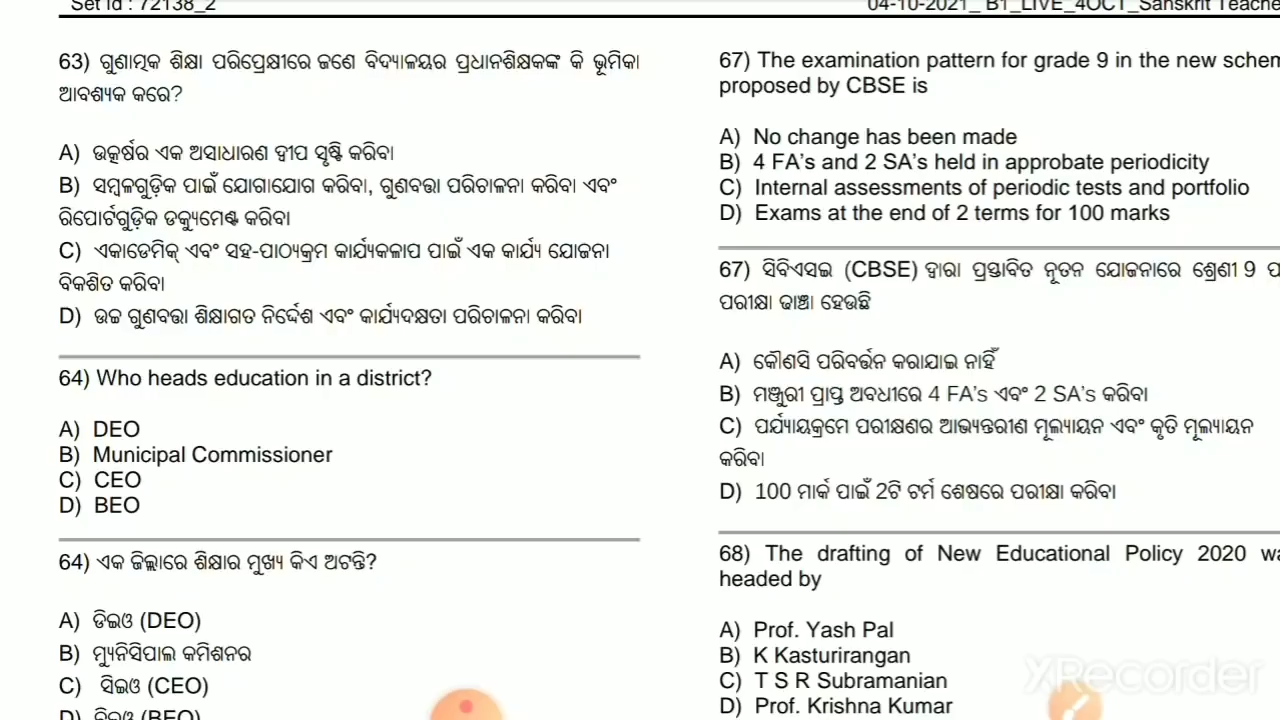 Set Id : 72138_2
04-10-2021_ B1_LIVE_4OCT_Sanskrit Teache
63) ଗୁଣାତ୍ମକ ଶିକ୍ଷା ପରିପ୍ରେକ୍ଷୀରେ ଜଣେ ବିଦ୍ୟାଳୟର ପ୍ରଧାନଶିକ୍ଷକଙ୍କ କି ଭୂମିକା
ଆବଶ୍ୟକ କରେ?
A) ଉତ୍କର୍ଷର ଏକ ଅସାଧାରଣ ଦ୍ୱୀପ ସୃଷ୍ଟି କରିବା
B) ସମ୍ବଳଗୁଡ଼ିକ ପାଇଁ ଯୋଗାଯୋଗ କରିବା, ଗୁଣବତ୍ତା ପରିଚାଳନା କରିବା ଏବଂ
ରିପୋର୍ଟଗୁଡ଼ିକ ଡକ୍ୟୁମେଣ୍ଟ କରିବା
C) ଏକାଡେମିକ୍ ଏବଂ ସହ-ପାଠ୍ୟକ୍ରମ କାର୍ଯ୍ୟକଳାପ ପାଇଁ ଏକ କାର୍ଯ୍ୟ ଯୋଜନା
ବିକଶିତ କରିବା
D) ଉଚ୍ଚ ଗୁଣବତ୍ତା ଶିକ୍ଷାଗତ ନିର୍ଦ୍ଦେଶ ଏବଂ କାର୍ଯ୍ୟଦକ୍ଷତା ପରିଚାଳନା କରିବା
64) Who heads education in a district?
A) DEO
B) Municipal Commissioner
C) CEO
D) BEO
64) ଏକ ଜିଲ୍ଲାରେ ଶିକ୍ଷାର ମୁଖ୍ୟ କିଏ ଅଟନ୍ତି?
A) ଡିଇଓ (DEO)
B) ମ୍ୟୁନିସିପାଲ କମିଶନର
C) ସିଇଓ (CEO)
D) ବିଇଓ (BEO)
67) The examination pattern for grade 9 in the new schem
proposed by CBSE is
A) No change has been made
B) 4 FA's and 2 SA's held in approbate periodicity
C) Internal assessments of periodic tests and portfolio
D) Exams at the end of 2 terms for 100 marks
67) ସିବିଏସଇ (CBSE) ଦ୍ୱାରା ପ୍ରସ୍ତାବିତ ନୂତନ ଯୋଜନାରେ ଶ୍ରେଣୀ 9 ପ
ପରୀକ୍ଷା ଢାଞ୍ଚା ହେଉଛି
A) କୌଣସି ପରିବର୍ତ୍ତନ କରାଯାଇ ନାହିଁ
B) ମଞ୍ଜୁରୀ ପ୍ରାପ୍ତ ଅବଧୀରେ 4 FA's ଏବଂ 2 SA's କରିବା
C) ପର୍ଯ୍ୟାୟକ୍ରମେ ପରୀକ୍ଷଣର ଆଭ୍ୟନ୍ତରୀଣ ମୂଲ୍ୟାୟନ ଏବଂ କୃତି ମୂଲ୍ୟାୟନ
କରିବା
D) 100 ମାର୍କ ପାଇଁ 2ଟି ଟର୍ମ ଶେଷରେ ପରୀକ୍ଷା କରିବା
68) The drafting of New Educational Policy 2020 wa
headed by
A) Prof. Yash Pal
B) K Kasturirangan
C) T S R Subramanian
D) Prof. Krishna Kumar
XRecorder